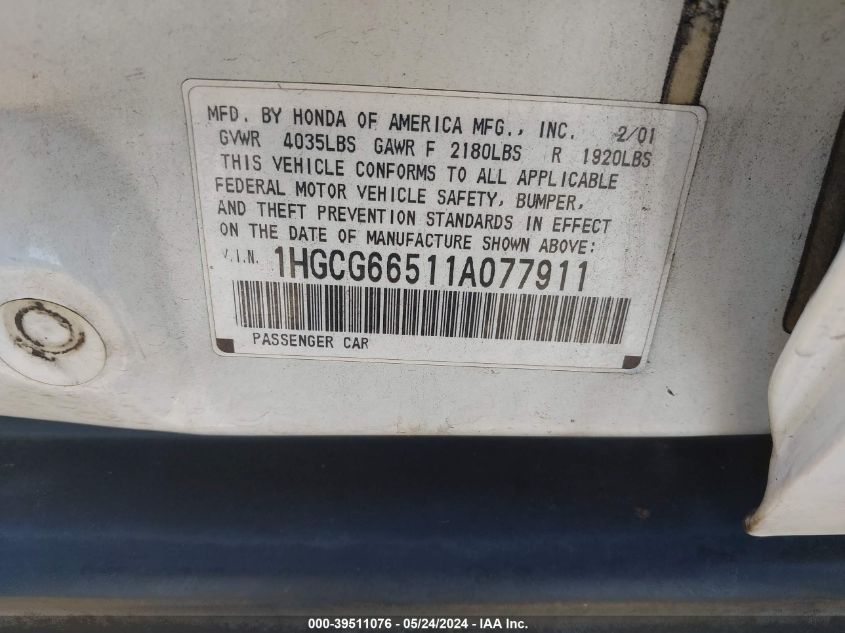 MFD. BY HONDA OF AMERICA MFG., INC. 2/01
GVWR 4035LBS GAWR F 2180LBS R 1920LBS
THIS VEHICLE CONFORMS TO ALL APPLICABLE
FEDERAL MOTOR VEHICLE SAFETY, BUMPER,
AND THEFT PREVENTION STANDARDS IN EFFECT
ON THE DATE OF MANUFACTURE SHOWN ABOVE:
V.I.N. 1HGCG66511A077911
PASSENGER CAR
000-39511076 / 05/24/2024 / IAA Inc.